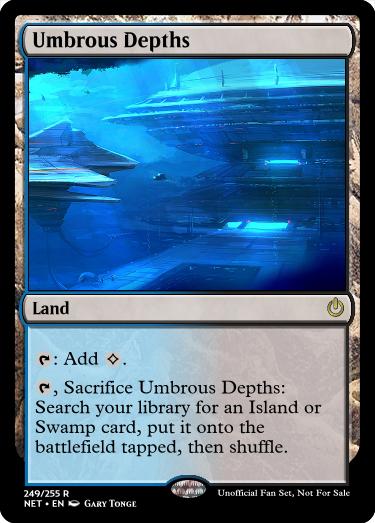 Umbrous Depths
Land
: Add .
, Sacrifice Umbrous Depths:
Search your library for an Island or
Swamp card, put it onto the
battlefield tapped, then shuffle.
249/255 R
NET • EN Gary Tonge
Unofficial Fan Set, Not For Sale